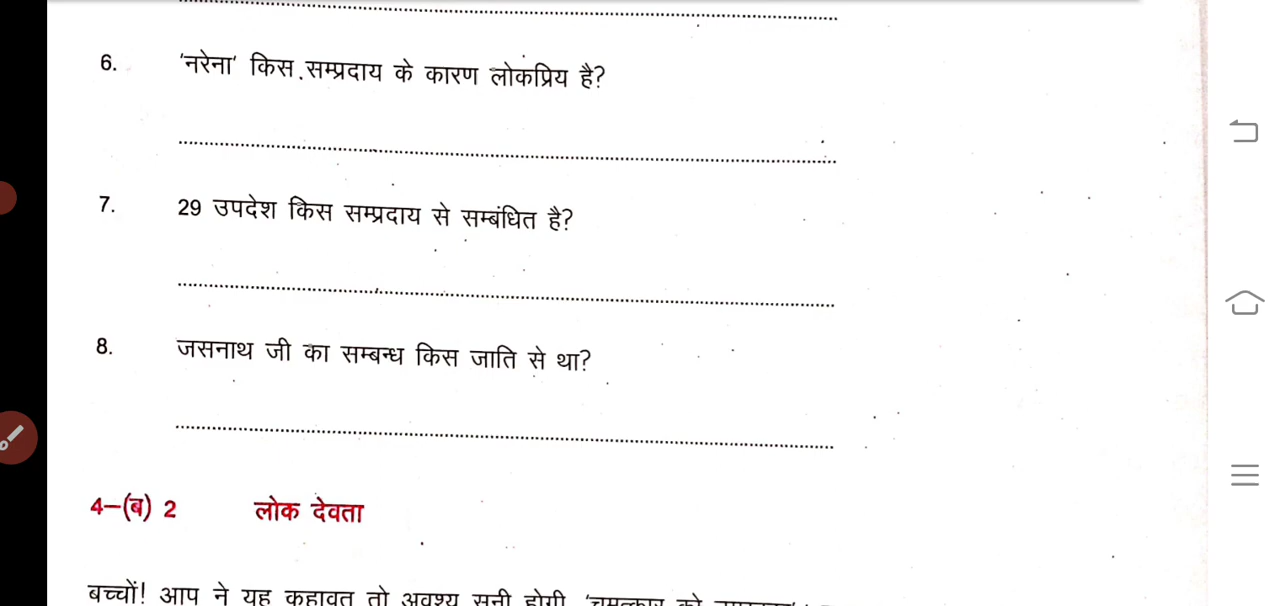 6. 'नरेना' किस सम्प्रदाय के कारण लोकप्रिय है?
7. 29 उपदेश किस सम्प्रदाय से सम्बंधित है?
8. जसनाथ जी का सम्बन्ध किस जाति से था?
4–(ब) 2 लोक देवता
बच्चों! आप ने यह कहावत तो अवश्य सुनी होगी, 'चमत्कार को